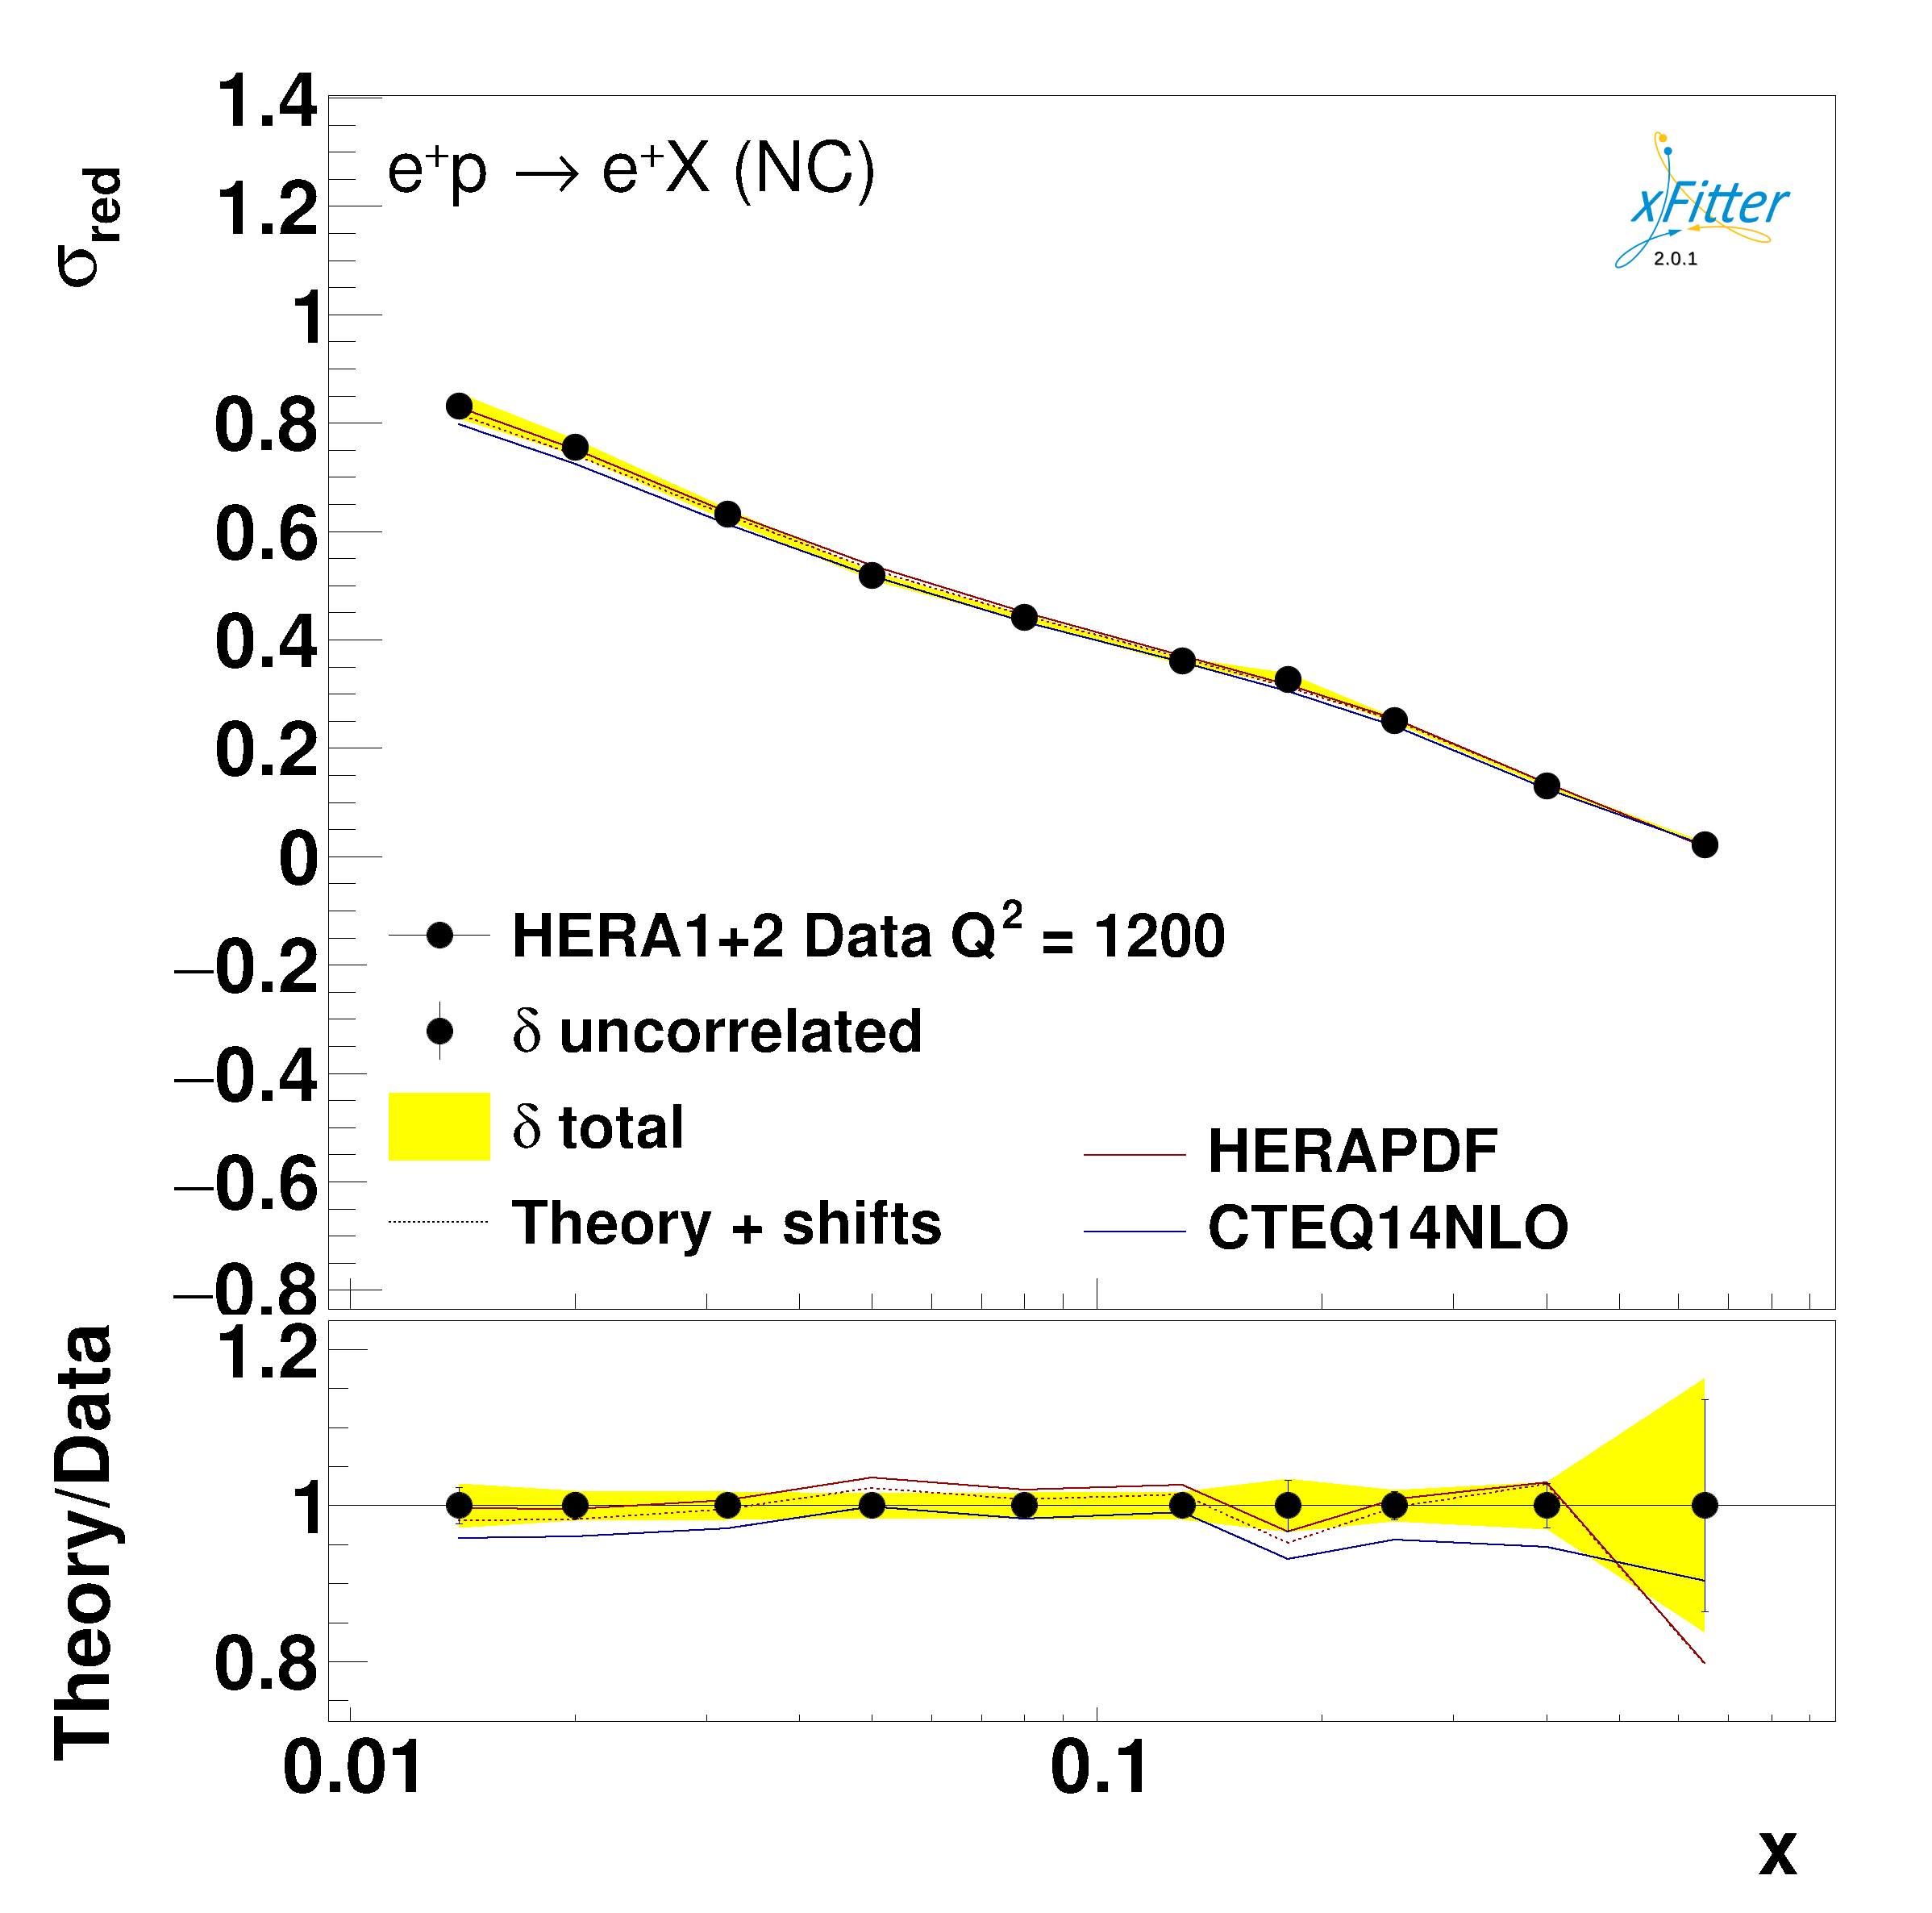 σred
1.4
1.2
1
0.8
0.6
0.4
0.2
0
−0.2
−0.4
−0.6
−0.8
e⁺p → e⁺X (NC)
xFitter
2.0.1
HERA1+2 Data Q² = 1200
δ uncorrelated
δ total
Theory + shifts
HERAPDF
CTEQ14NLO
Theory/Data
1.2
1
0.8
0.01
0.1
x